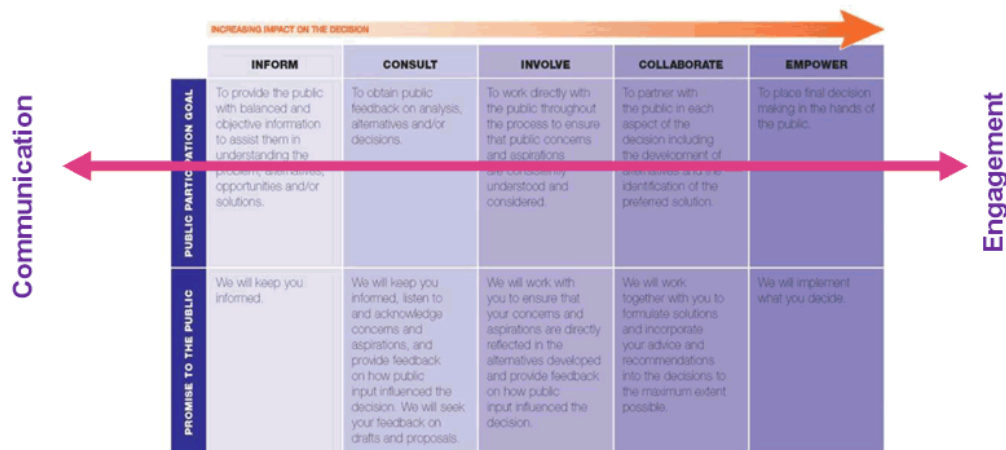 INCREASING IMPACT ON THE DECISION
INFORM
CONSULT
INVOLVE
COLLABORATE
EMPOWER
Communication
PUBLIC PARTICIPATION GOAL
To provide the public
with balanced and
objective information
to assist them in
understanding the
problem, alternatives,
opportunities and/or
solutions.
To obtain public
feedback on analysis,
alternatives and/or
decisions.
To work directly with
the public throughout
the process to ensure
that public concerns
and aspirations
are consistently
understood and
considered.
To partner with
the public in each
aspect of the
decision including
the development of
alternatives and the
identification of the
preferred solution.
To place final decision
making in the hands of
the public.
Engagement
PROMISE TO THE PUBLIC
We will keep you
informed.
We will keep you
informed, listen to
and acknowledge
concerns and
aspirations, and
provide feedback
on how public
input influenced the
decision. We will seek
your feedback on
drafts and proposals.
We will work with
you to ensure that
your concerns and
aspirations are directly
reflected in the
alternatives developed
and provide feedback
on how public
input influenced the
decision.
We will work
together with you to
formulate solutions
and incorporate
your advice and
recommendations
into the decisions to
the maximum extent
possible.
We will implement
what you decide.